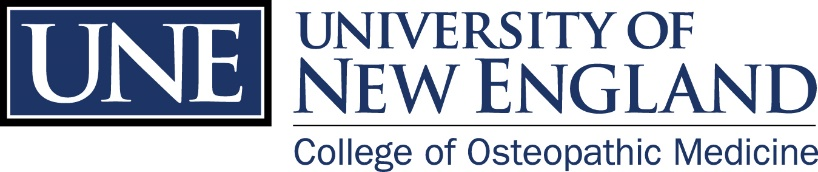 UNE
UNIVERSITY OF
NEW ENGLAND
College of Osteopathic Medicine